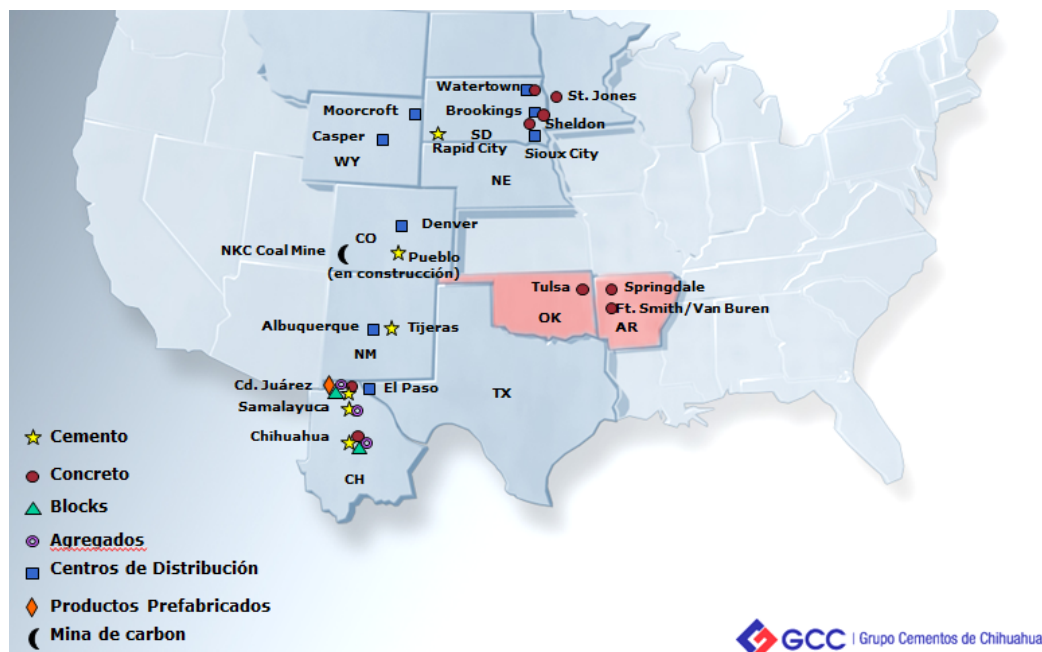 Watertown
St. Jones
Moorcroft
Brookings
Sheldon
Casper
SD
Rapid City
Sioux City
WY
NE
Denver
CO
NKC Coal Mine
Pueblo
(en construcción)
Tulsa
Springdale
Ft. Smith/Van Buren
OK
AR
Albuquerque
Tijeras
NM
Cd. Juárez
El Paso
TX
Samalayuca
Chihuahua
CH
Cemento
Concreto
Blocks
Agregados
Centros de Distribución
Productos Prefabricados
Mina de carbon
GCC | Grupo Cementos de Chihuahua